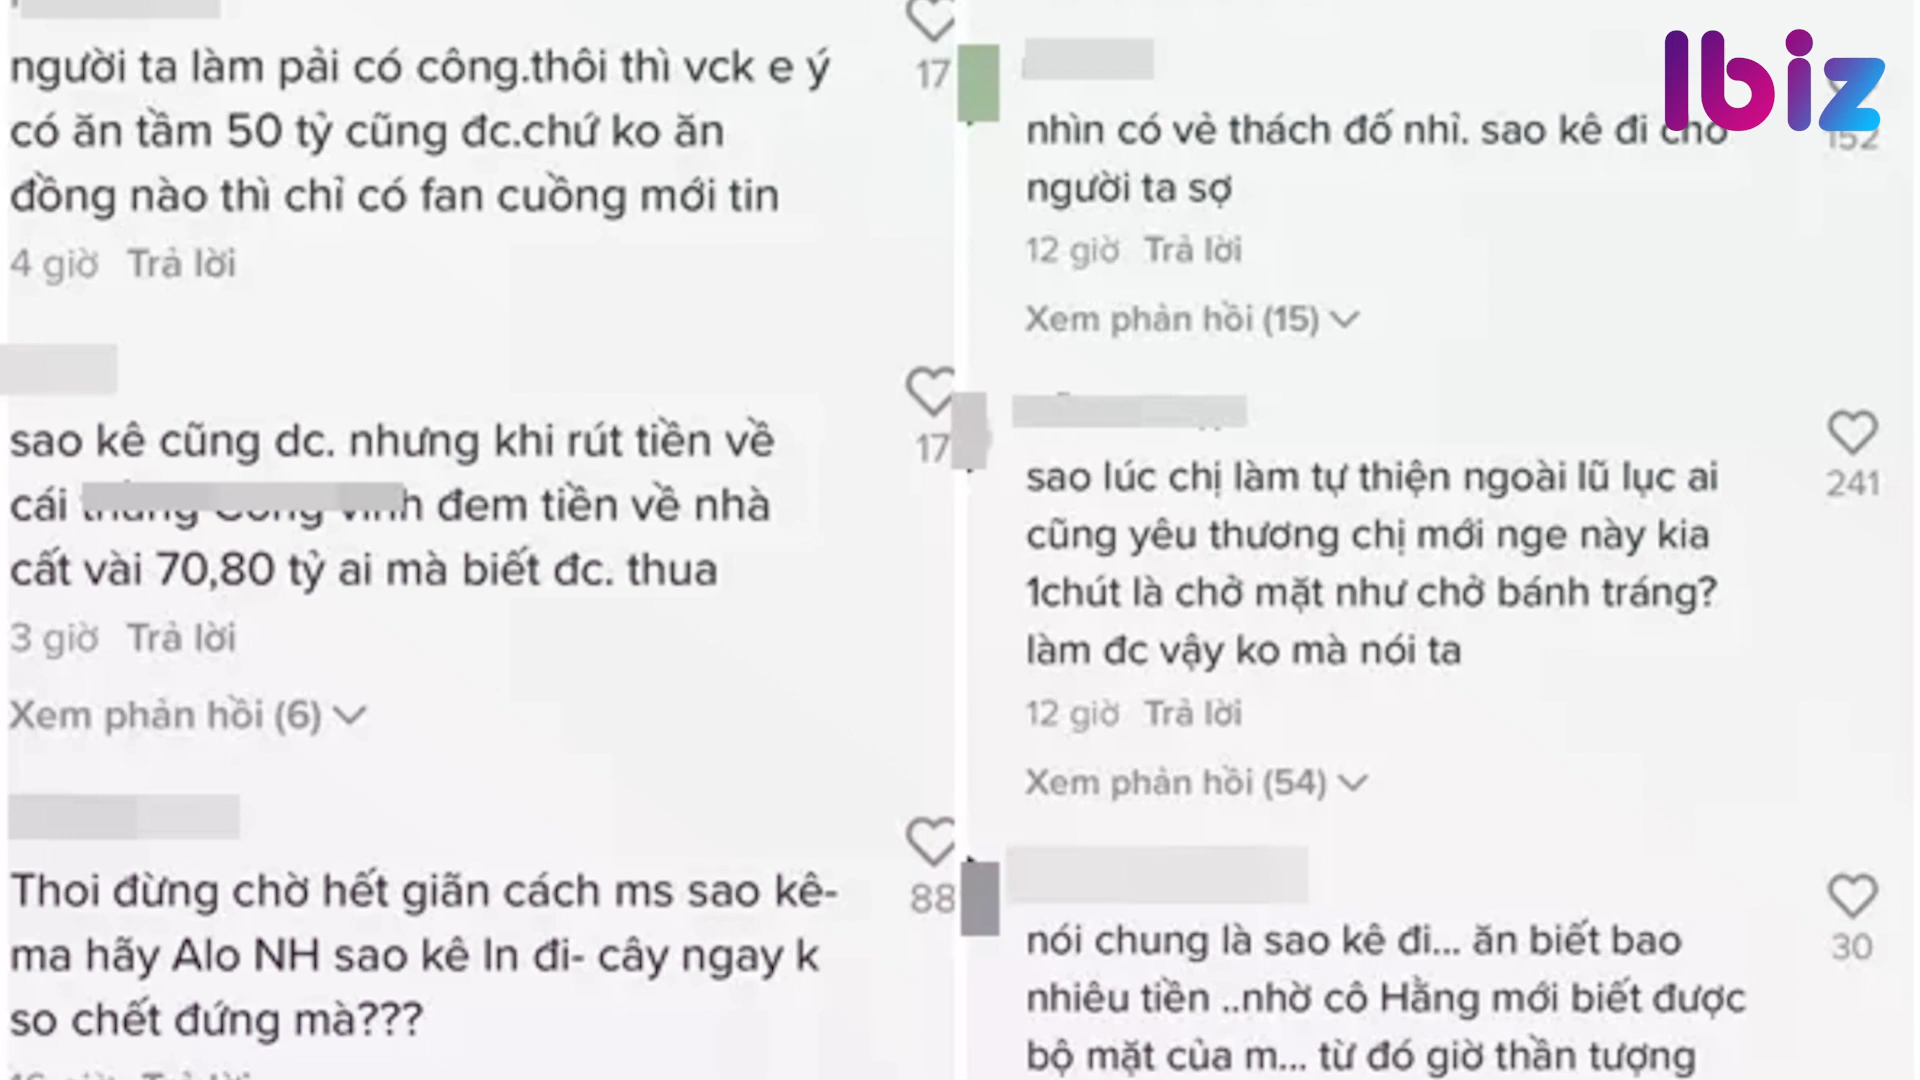 người ta làm pải có công.thôi thì vck e ý
có ăn tầm 50 tỷ cũng đc.chứ ko ăn
đồng nào thì chỉ có fan cuồng mới tin
4 giờ Trả lời
17
sao kê cũng dc. nhưng khi rút tiền về
cái đem tiền về nhà
cất vài 70,80 tỷ ai mà biết đc. thua
3 giờ Trả lời
Xem phản hồi (6)
17
Thoi đừng chờ hết giãn cách ms sao kê-
ma hãy Alo NH sao kê In đi- cây ngay k
so chết đứng mà???
88
Ibiz
nhìn có vẻ thách đố nhỉ. sao kê đi cho
người ta sợ
12 giờ Trả lời
Xem phản hồi (15)
152
sao lúc chị làm tự thiện ngoài lũ lục ai
cũng yêu thương chị mới nge này kia
1chút là chở mặt như chở bánh tráng?
làm đc vậy ko mà nói ta
12 giờ Trả lời
Xem phản hồi (54)
241
nói chung là sao kê đi... ăn biết bao
nhiêu tiền ..nhờ cô Hằng mới biết được
bộ mặt của m... từ đó giờ thần tượng
30